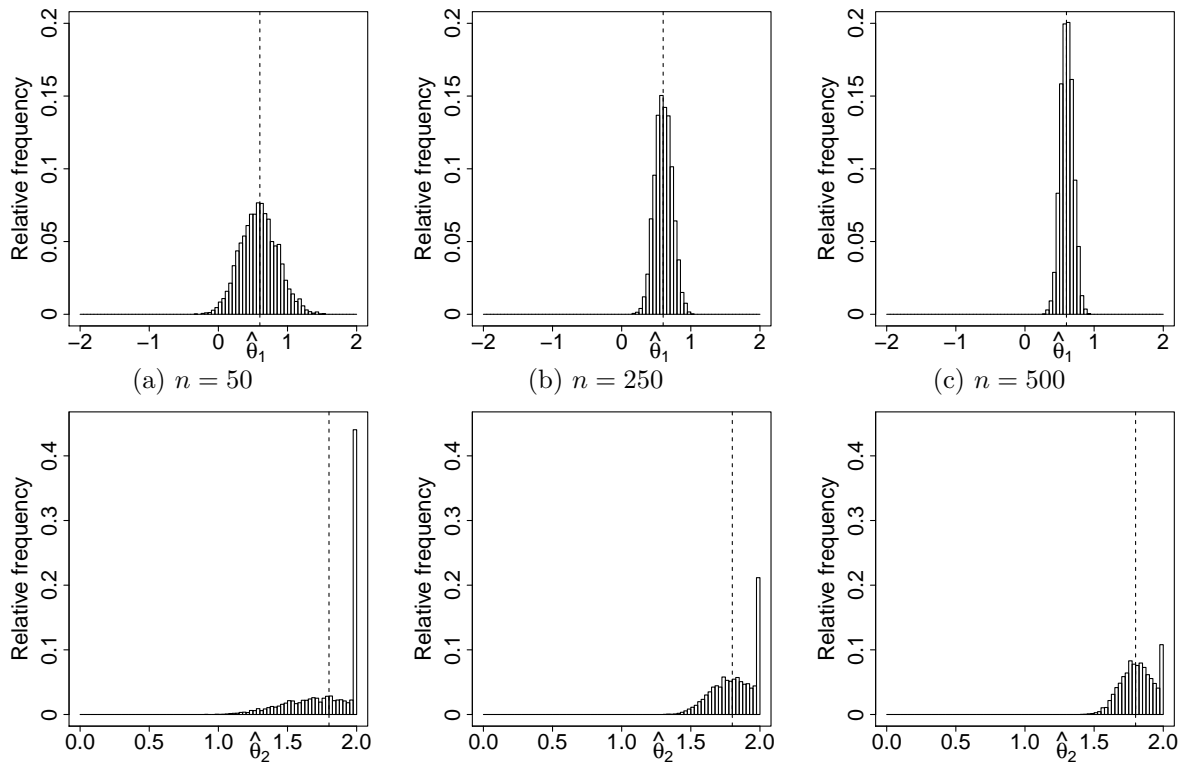 Relative frequency
0 0.05 0.1 0.15 0.2
−2 −1 0 1 2
θ̂1
(a) n = 50
Relative frequency
0 0.05 0.1 0.15 0.2
−2 −1 0 1 2
θ̂1
(b) n = 250
Relative frequency
0 0.05 0.1 0.15 0.2
−2 −1 0 1 2
θ̂1
(c) n = 500
Relative frequency
0 0.1 0.2 0.3 0.4
0.0 0.5 1.0 1.5 2.0
θ̂2
Relative frequency
0 0.1 0.2 0.3 0.4
0.0 0.5 1.0 1.5 2.0
θ̂2
Relative frequency
0 0.1 0.2 0.3 0.4
0.0 0.5 1.0 1.5 2.0
θ̂2